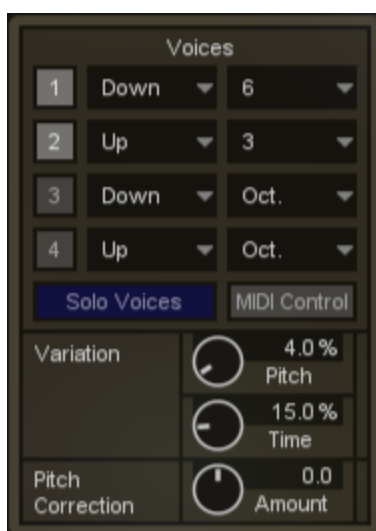 Voices
1 Down 6
2 Up 3
3 Down Oct.
4 Up Oct.
Solo Voices MIDI Control
Variation 4.0 %
Pitch
15.0 %
Time
Pitch 0.0
Correction Amount